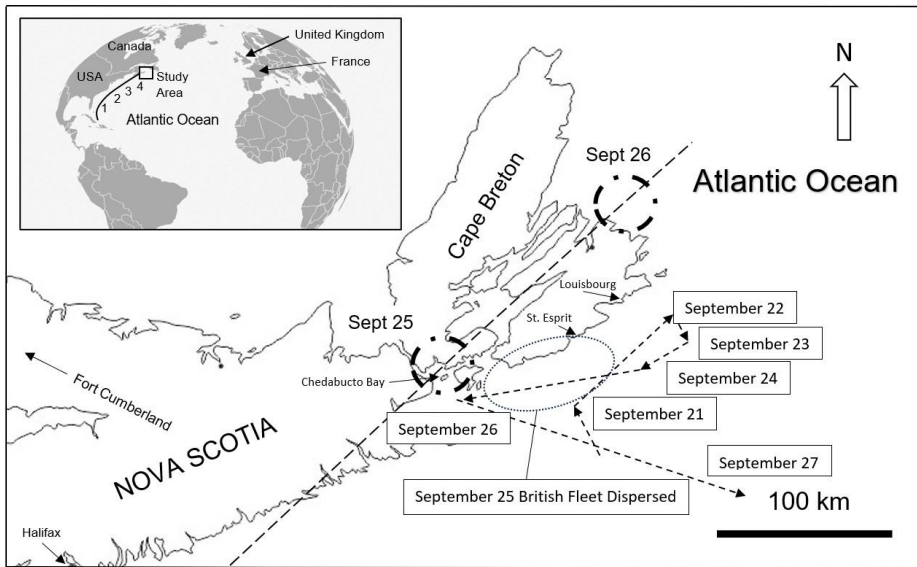 United Kingdom
Canada
France
USA
Study
Area
1
2
3
4
Atlantic Ocean
N
Sept 26
Atlantic Ocean
Cape Breton
Louisbourg
September 22
St. Esprit
Sept 25
September 23
Chedabucto Bay
September 24
Fort Cumberland
September 21
September 26
NOVA SCOTIA
September 27
September 25 British Fleet Dispersed
100 km
Halifax